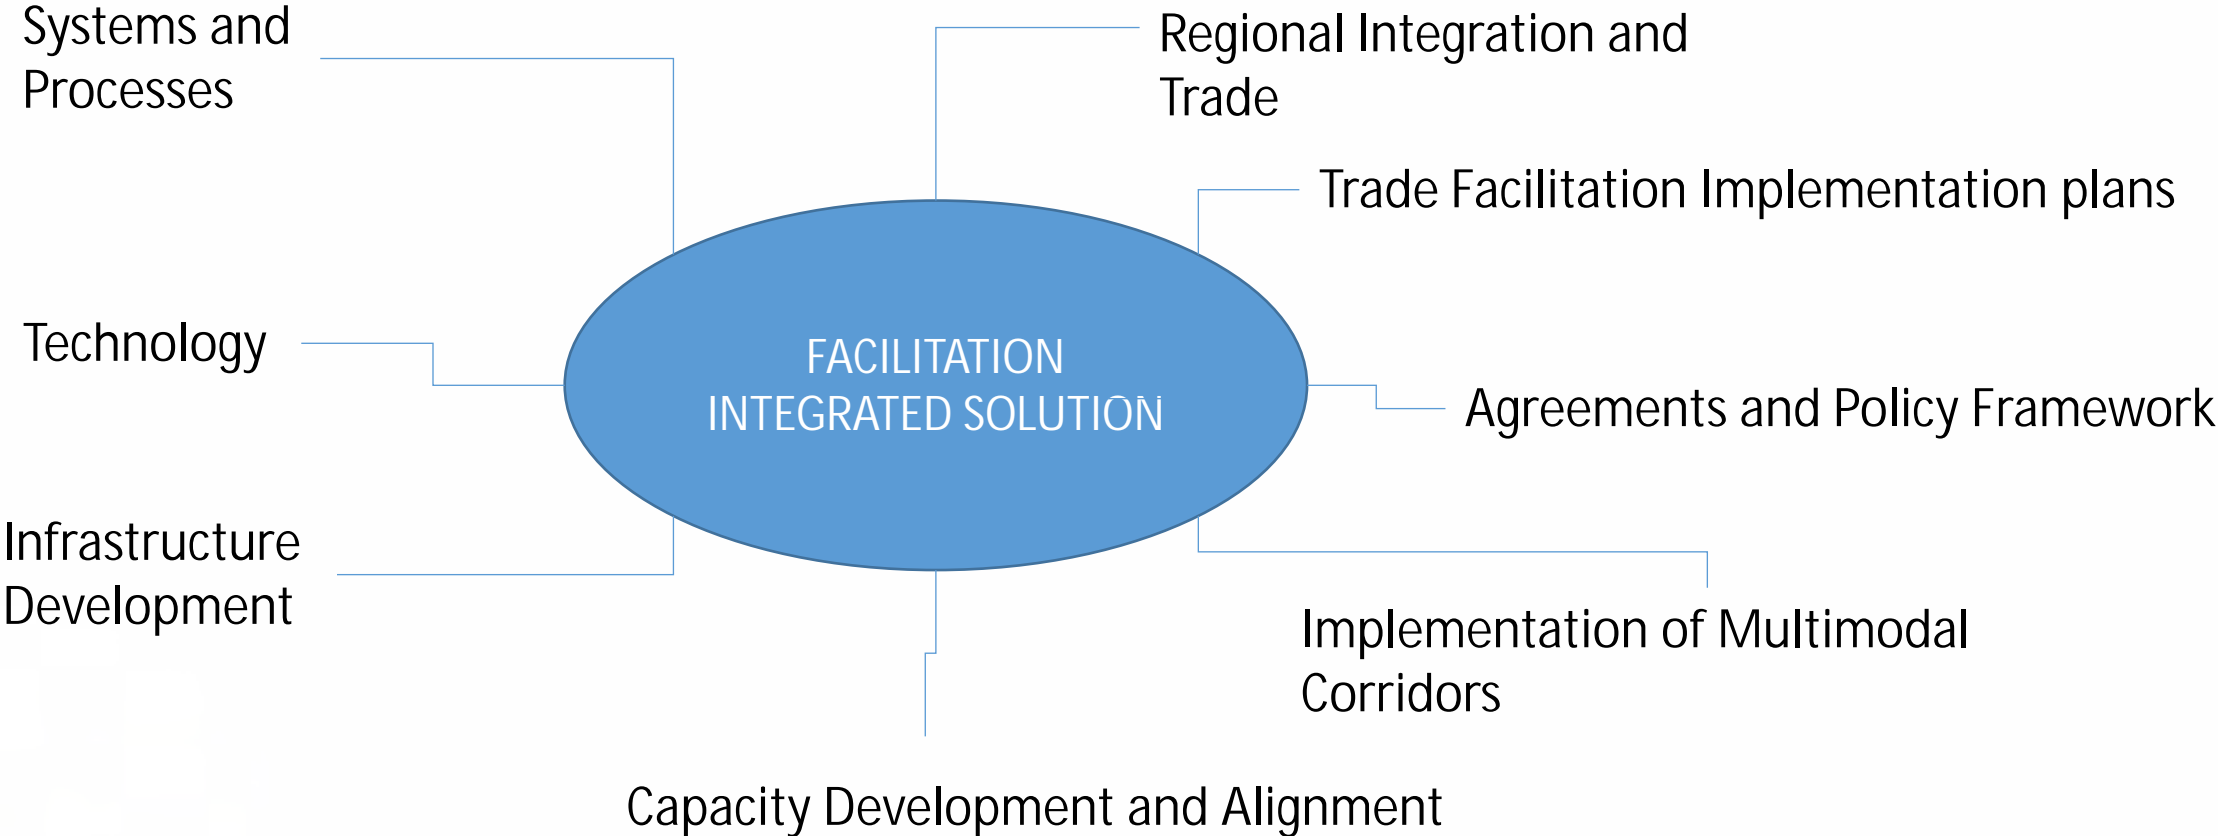 Systems and
Processes
Regional Integration and
Trade
Trade Facilitation Implementation plans
Technology
FACILITATION
INTEGRATED SOLUTION
Agreements and Policy Framework
Infrastructure
Development
Implementation of Multimodal
Corridors
Capacity Development and Alignment